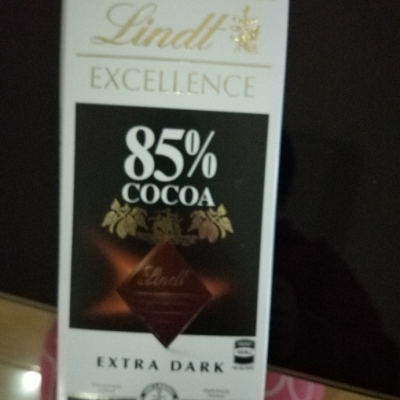 Lindt
EXCELLENCE
85%
COCOA
Lindt
EXTRA DARK